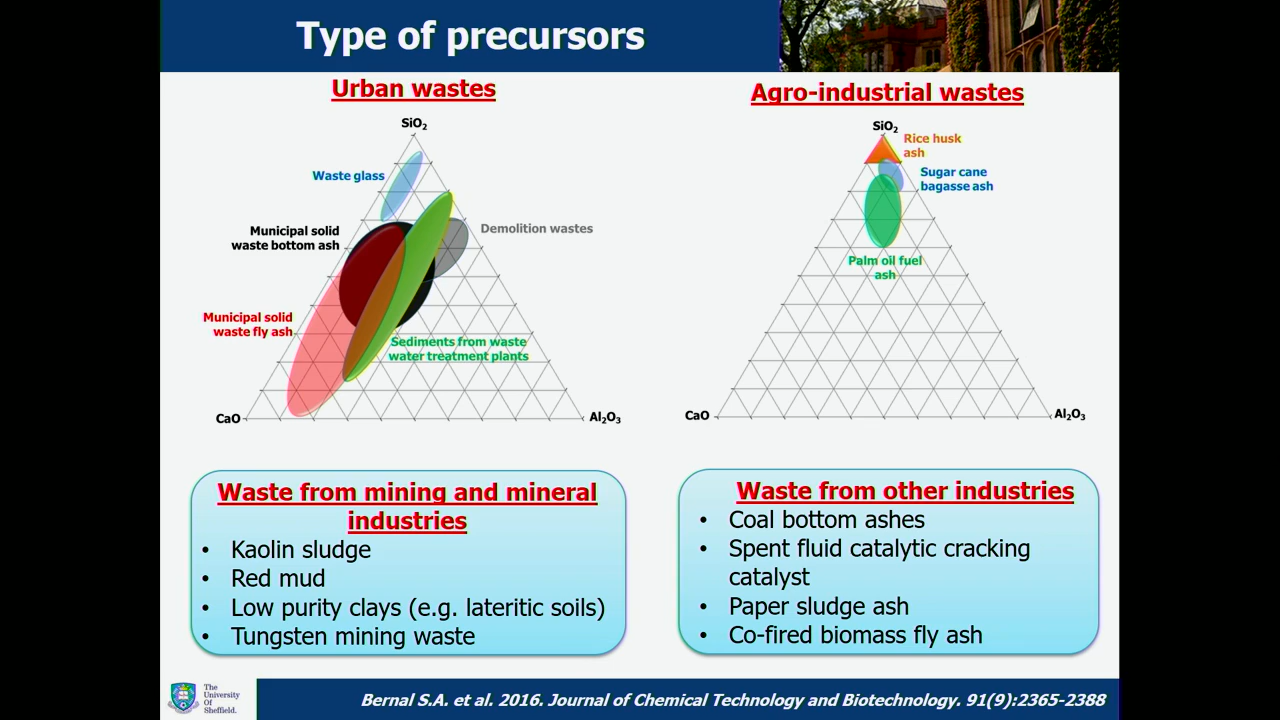 Type of precursors
Urban wastes
SiO₂
Waste glass
Municipal solid
waste bottom ash
Demolition wastes
Municipal solid
waste fly ash
Sediments from waste
water treatment plants
CaO
Al₂O₃
Agro-industrial wastes
SiO₂
Rice husk
ash
Sugar cane
bagasse ash
Palm oil fuel
ash
CaO
Al₂O₃
Waste from mining and mineral
industries
• Kaolin sludge
• Red mud
• Low purity clays (e.g. lateritic soils)
• Tungsten mining waste
Waste from other industries
• Coal bottom ashes
• Spent fluid catalytic cracking
catalyst
• Paper sludge ash
• Co-fired biomass fly ash
The
University
Of
Sheffield.
Bernal S.A. et al. 2016. Journal of Chemical Technology and Biotechnology. 91(9):2365-2388